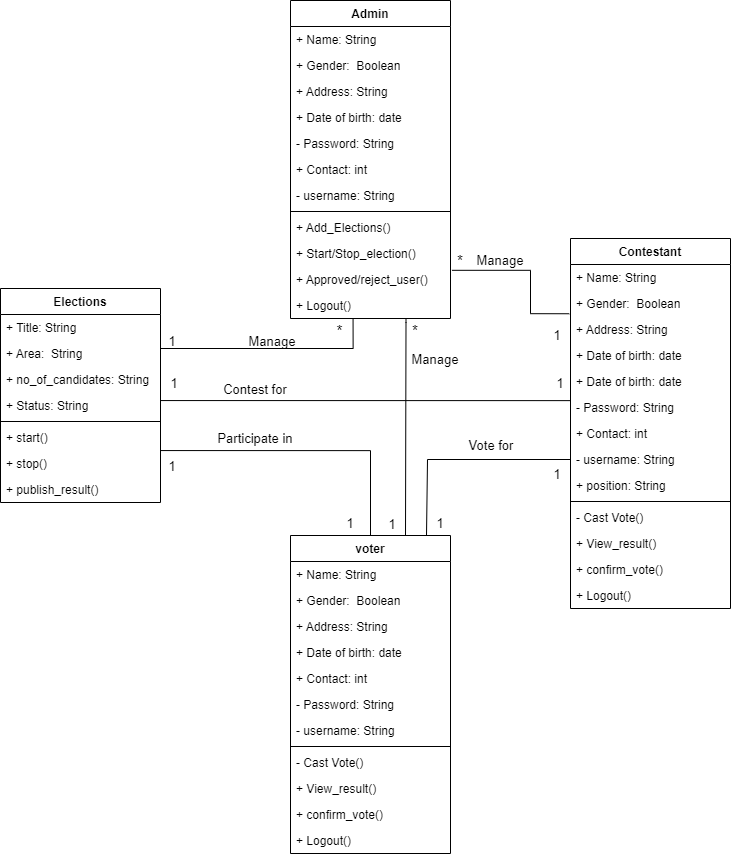 Admin
+ Name: String
+ Gender:  Boolean
+ Address: String
+ Date of birth: date
- Password: String
+ Contact: int
- username: String
+ Add_Elections()
+ Start/Stop_election()
+ Approved/reject_user()
+ Logout()
* Manage
1
Contestant
+ Name: String
+ Gender:  Boolean
+ Address: String
+ Date of birth: date
+ Date of birth: date
- Password: String
+ Contact: int
- username: String
+ position: String
- Cast Vote()
+ View_result()
+ confirm_vote()
+ Logout()
Elections
+ Title: String
+ Area:  String
+ no_of_candidates: String
+ Status: String
+ start()
+ stop()
+ publish_result()
1 Manage *
* Manage 1
1 Contest for 1
1 Participate in 1
Vote for 1
1
voter
+ Name: String
+ Gender:  Boolean
+ Address: String
+ Date of birth: date
+ Contact: int
- Password: String
- username: String
- Cast Vote()
+ View_result()
+ confirm_vote()
+ Logout()